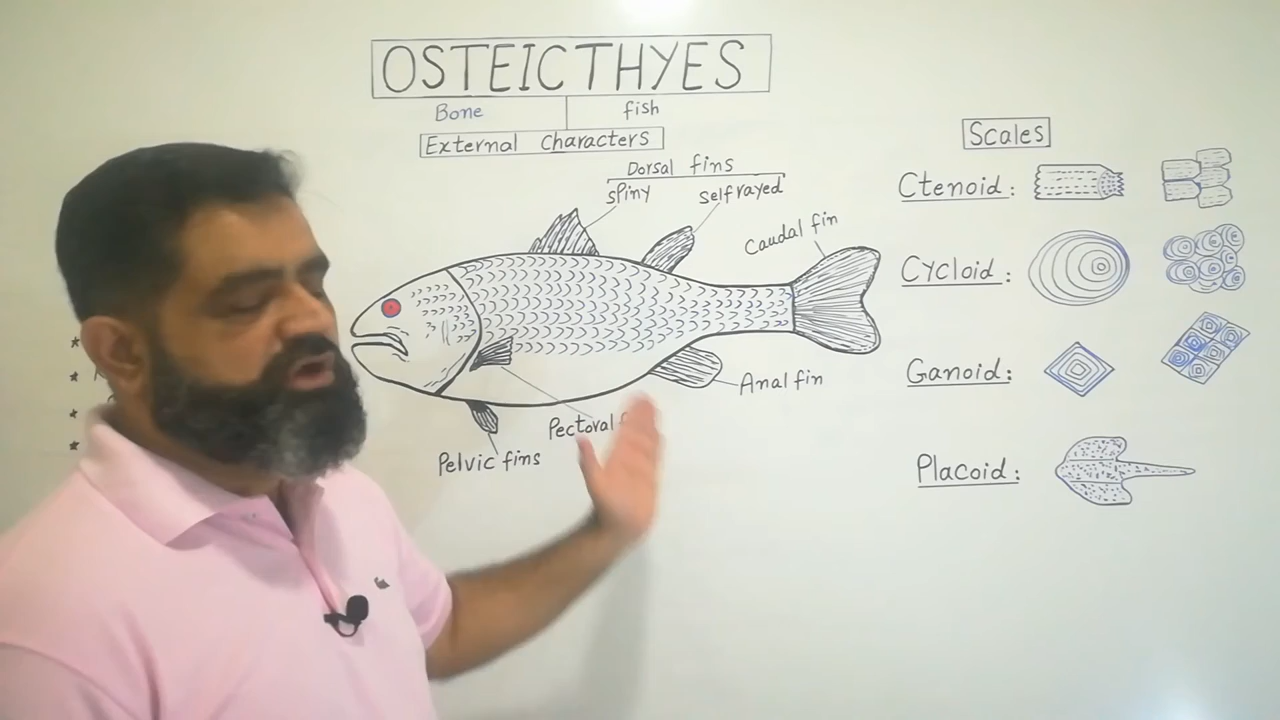 OSTEICTHYES
Bone fish
External Characters
Dorsal fins
spiny selfrayed
Caudal fin
Anal fin
Pectoral
Pelvic fins
Scales
Ctenoid:
Cycloid:
Ganoid:
Placoid: